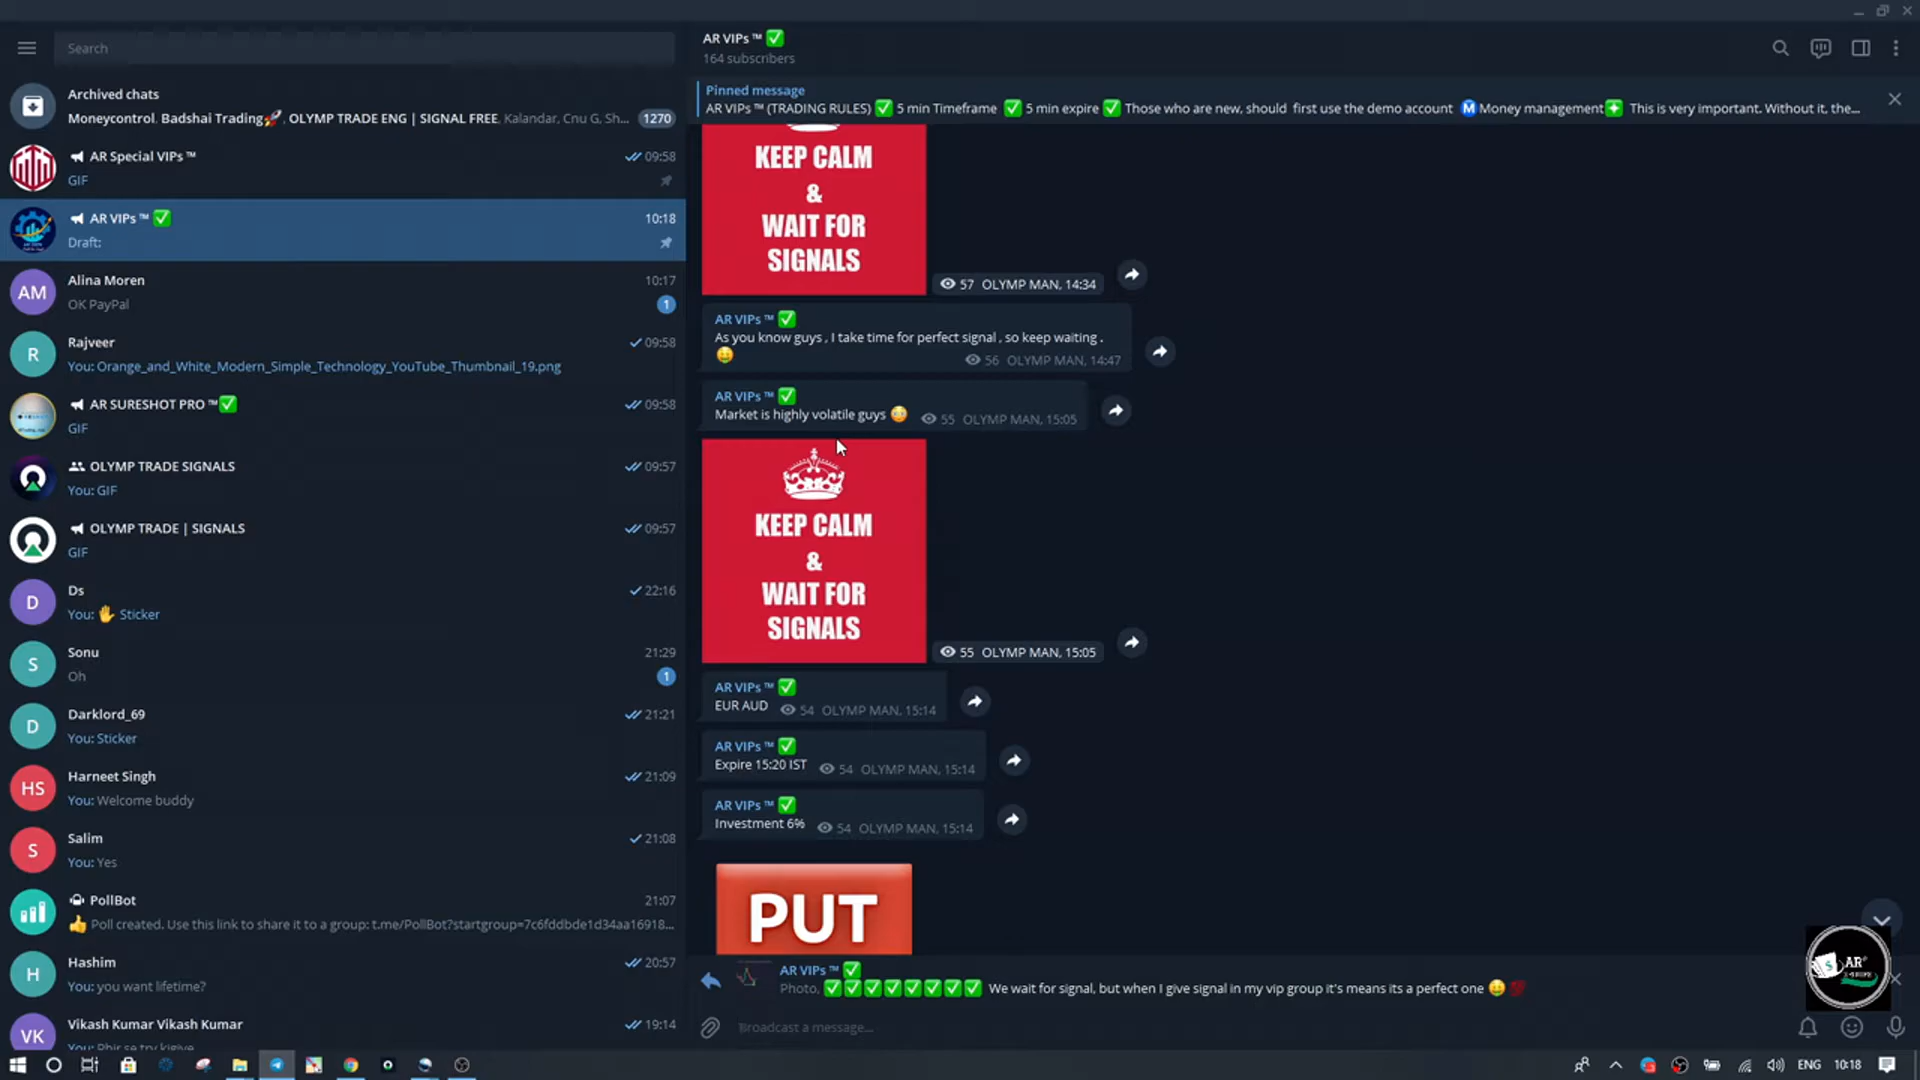 Search
Archived chats
Moneycontrol, Badshai Trading🚀, OLYMP TRADE ENG | SIGNAL FREE, Kalandar, Cnu G, Sh...
1270
AR Special VIPs ™
09:58
GIF
AR VIPs ™ ✅
10:18
Draft:
AM
Alina Moren
10:17
OK PayPal
1
R
Rajveer
09:58
You: Orange_and_White_Modern_Simple_Technology_YouTube_Thumbnail_19.png
AR SURESHOT PRO ™✅
09:58
GIF
OLYMP TRADE SIGNALS
09:57
You: GIF
OLYMP TRADE | SIGNALS
09:57
GIF
D
Ds
22:16
You: ✋ Sticker
S
Sonu
21:29
Oh
1
D
Darklord_69
21:21
You: Sticker
HS
Harneet Singh
21:09
You: Welcome buddy
S
Salim
21:08
You: Yes
PollBot
21:07
👍 Poll created. Use this link to share it to a group: t.me/PollBot?startgroup=7c6fddbde1d34aa16918...
H
Hashim
20:57
You: you want lifetime?
VK
Vikash Kumar Vikash Kumar
19:14
You: Phir se try kigiye
AR VIPs ™ ✅
164 subscribers
Pinned message
AR VIPs ™ (TRADING RULES) ✅ 5 min Timeframe ✅ 5 min expire ✅ Those who are new, should first use the demo account Ⓜ️ Money management❇️ This is very important. Without it, the...
KEEP CALM
&
WAIT FOR
SIGNALS
57 OLYMP MAN, 14:34
AR VIPs ™ ✅
As you know guys , I take time for perfect signal , so keep waiting .
🤑
56 OLYMP MAN, 14:47
AR VIPs ™ ✅
Market is highly volatile guys 😳
55 OLYMP MAN, 15:05
KEEP CALM
&
WAIT FOR
SIGNALS
55 OLYMP MAN, 15:05
AR VIPs ™ ✅
EUR AUD
54 OLYMP MAN, 15:14
AR VIPs ™ ✅
Expire 15:20 IST
54 OLYMP MAN, 15:14
AR VIPs ™ ✅
Investment 6%
54 OLYMP MAN, 15:14
PUT
AR VIPs ™ ✅
Photo, ✅✅✅✅✅✅✅✅ We wait for signal, but when I give signal in my vip group it's means its a perfect one 🤑💯
Broadcast a message...
AR
ENG
10:18